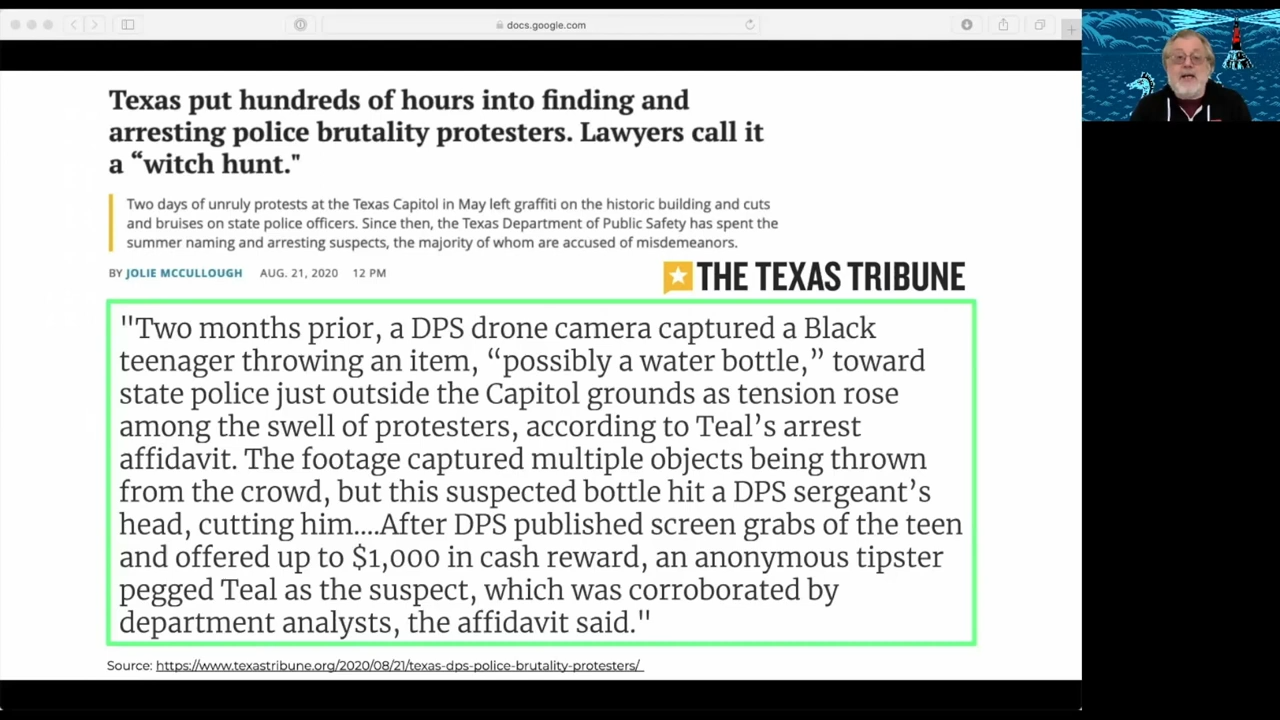 docs.google.com
Texas put hundreds of hours into finding and
arresting police brutality protesters. Lawyers call it
a “witch hunt."
Two days of unruly protests at the Texas Capitol in May left graffiti on the historic building and cuts
and bruises on state police officers. Since then, the Texas Department of Public Safety has spent the
summer naming and arresting suspects, the majority of whom are accused of misdemeanors.
BY JOLIE MCCULLOUGH AUG. 21, 2020 12 PM
THE TEXAS TRIBUNE
"Two months prior, a DPS drone camera captured a Black
teenager throwing an item, “possibly a water bottle,” toward
state police just outside the Capitol grounds as tension rose
among the swell of protesters, according to Teal’s arrest
affidavit. The footage captured multiple objects being thrown
from the crowd, but this suspected bottle hit a DPS sergeant’s
head, cutting him....After DPS published screen grabs of the teen
and offered up to $1,000 in cash reward, an anonymous tipster
pegged Teal as the suspect, which was corroborated by
department analysts, the affidavit said."
Source: https://www.texastribune.org/2020/08/21/texas-dps-police-brutality-protesters/